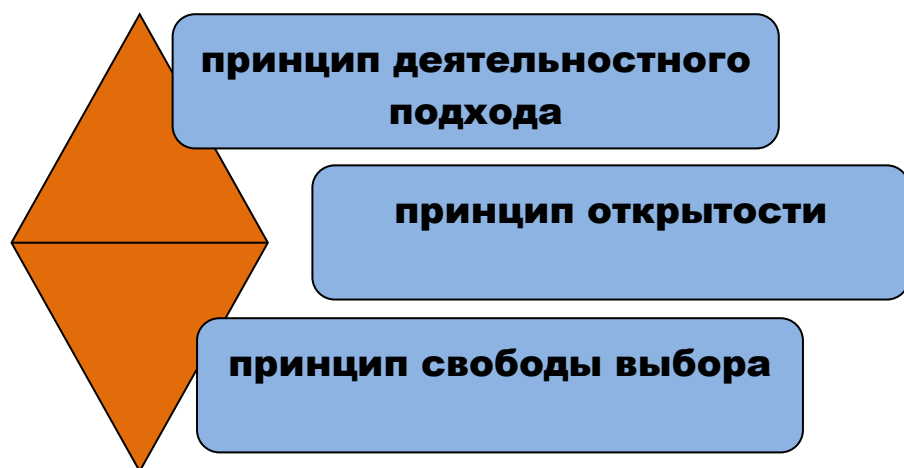 принцип деятельностного
подхода
принцип открытости
принцип свободы выбора